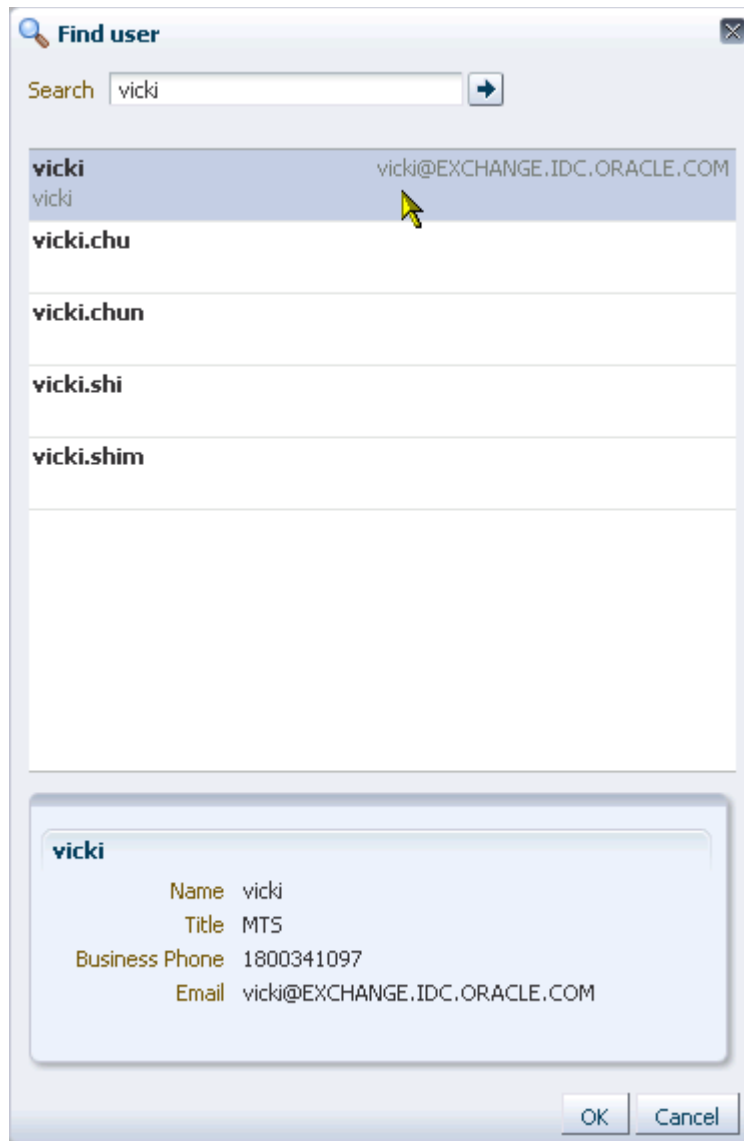 Find user
Search vicki
vicki vicki@EXCHANGE.IDC.ORACLE.COM
vicki
vicki.chu
vicki.chun
vicki.shi
vicki.shim
vicki
Name vicki
Title MTS
Business Phone 1800341097
Email vicki@EXCHANGE.IDC.ORACLE.COM
OK Cancel